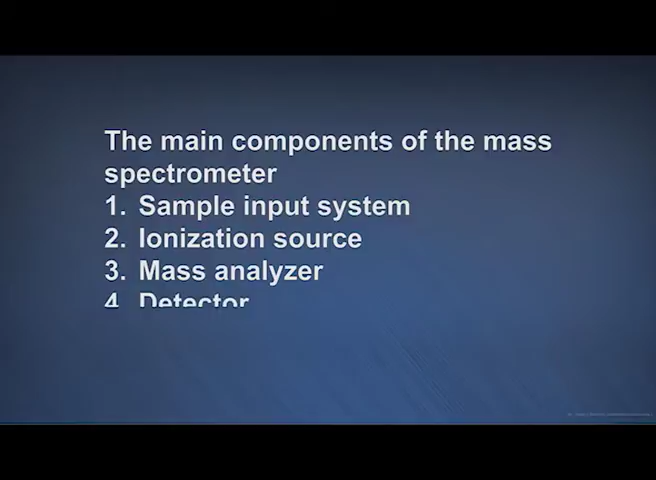 The main components of the mass
spectrometer
1. Sample input system
2. Ionization source
3. Mass analyzer
4 Detector